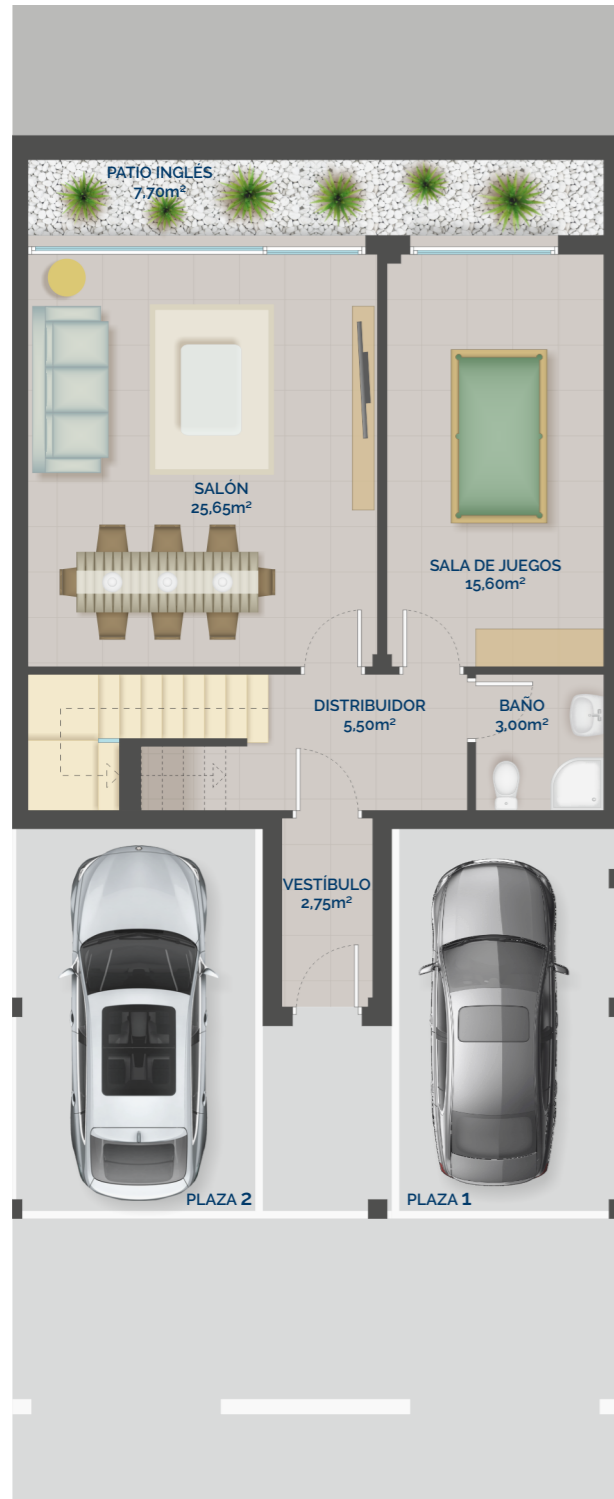 PATIO INGLÉS
7,70m²
SALÓN
25,65m²
SALA DE JUEGOS
15,60m²
DISTRIBUIDOR
5,50m²
BAÑO
3,00m²
VESTÍBULO
2,75m²
PLAZA 2
PLAZA 1